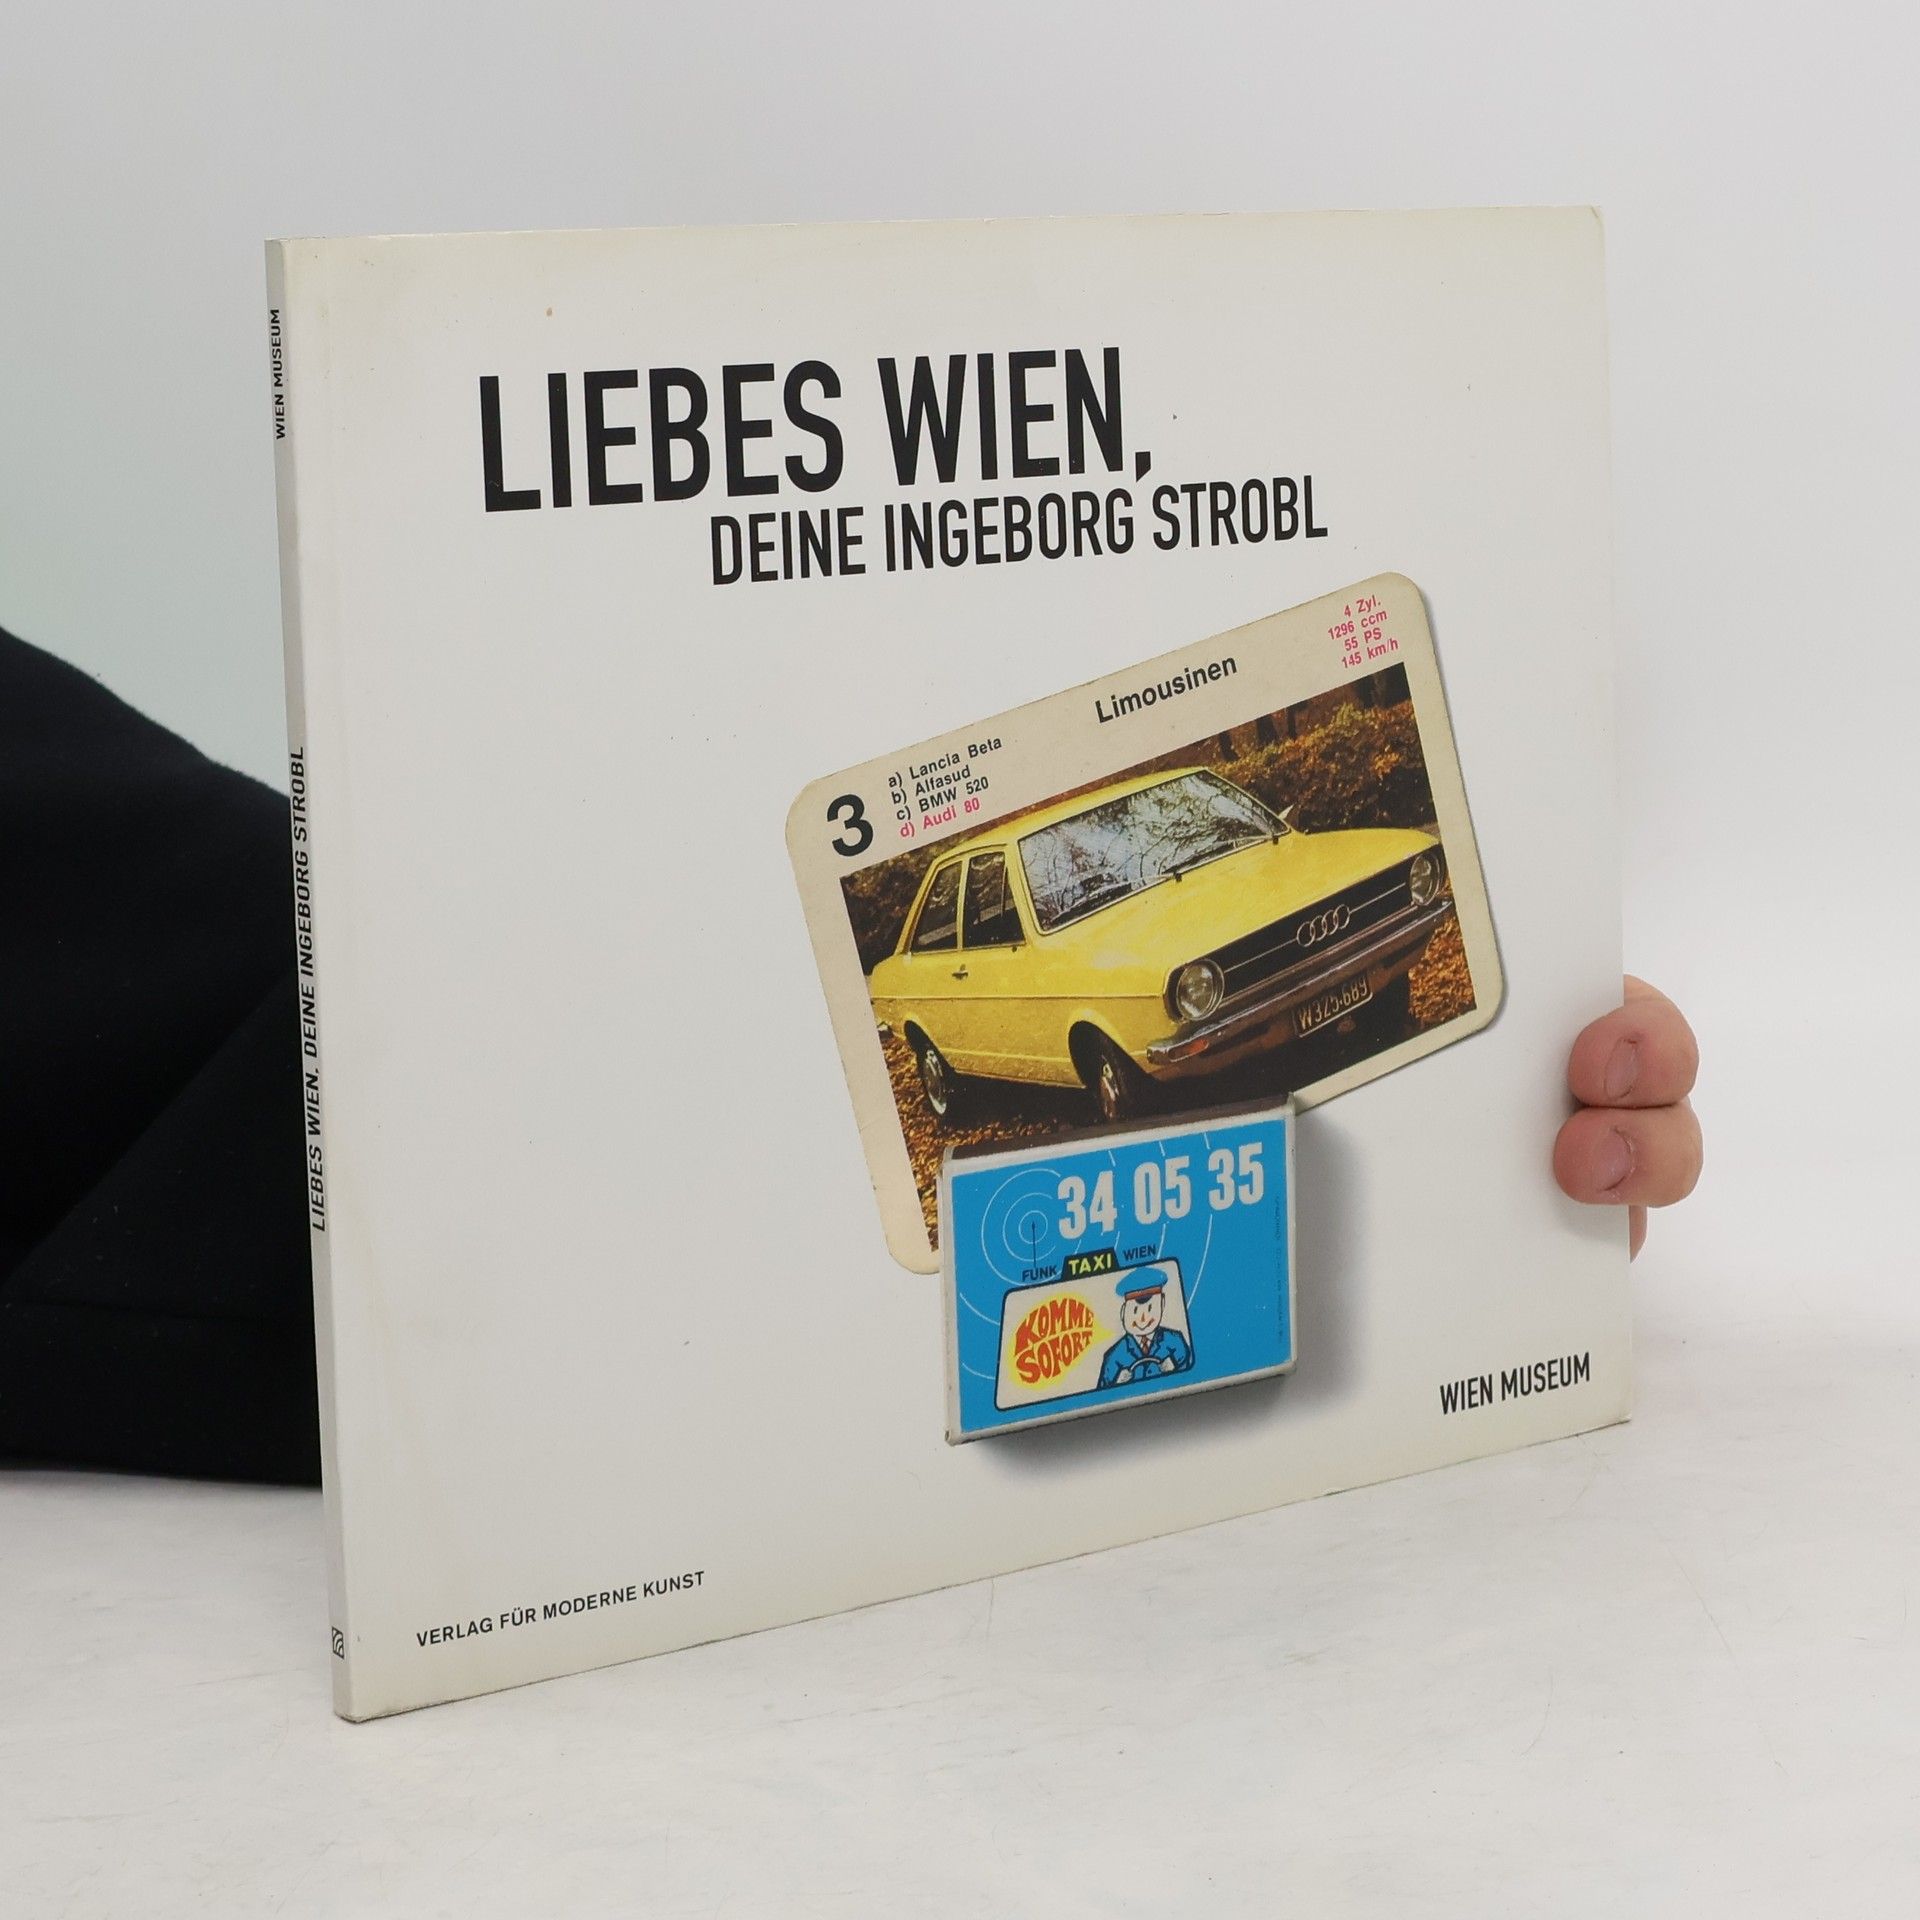 WIEN MUSEUM
LIEBES WIEN. DEINE INGEBORG STROBL
LIEBES WIEN,
DEINE INGEBORG STROBL
4 Zyl.
1296 ccm
55 PS
145 km/h
Limousinen
3
a) Lancia Beta
b) Alfasud
c) BMW 520
d) Audi 80
W325·689
34 05 35
FUNK TAXI WIEN
KOMME
SOFORT
WIEN MUSEUM
VERLAG FÜR MODERNE KUNST